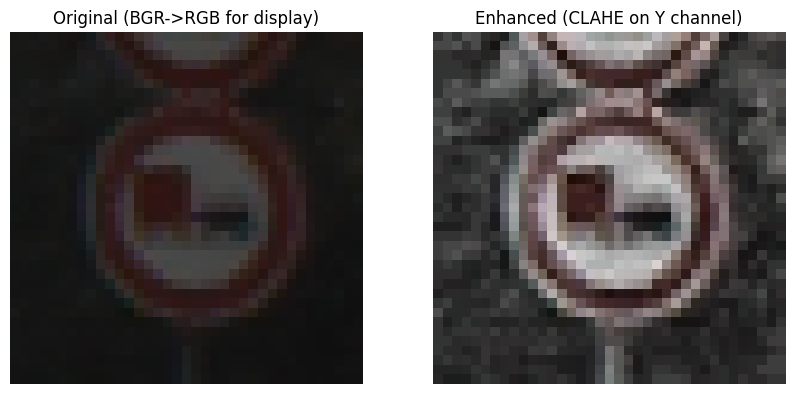 Original (BGR->RGB for display)
Enhanced (CLAHE on Y channel)